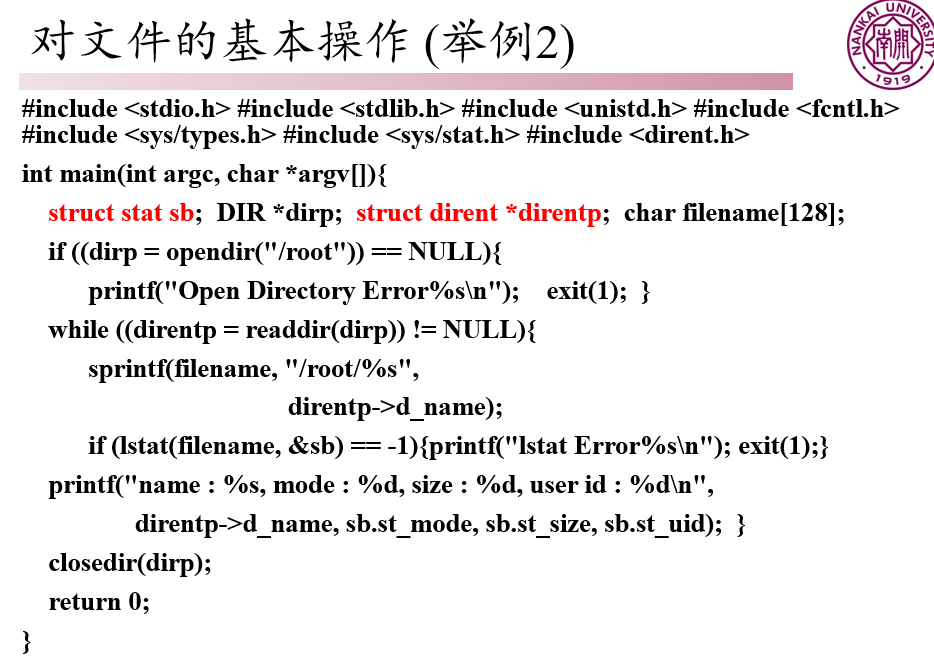 对文件的基本操作 (举例2)
NANKAI UNIVERSITY
南開
1919
#include <stdio.h> #include <stdlib.h> #include <unistd.h> #include <fcntl.h>
#include <sys/types.h> #include <sys/stat.h> #include <dirent.h>
int main(int argc, char *argv[]){
struct stat sb; DIR *dirp; struct dirent *direntp; char filename[128];
if ((dirp = opendir("/root")) == NULL){
printf("Open Directory Error%s\n"); exit(1); }
while ((direntp = readdir(dirp)) != NULL){
sprintf(filename, "/root/%s",
direntp->d_name);
if (lstat(filename, &sb) == -1){printf("lstat Error%s\n"); exit(1);}
printf("name : %s, mode : %d, size : %d, user id : %d\n",
direntp->d_name, sb.st_mode, sb.st_size, sb.st_uid); }
closedir(dirp);
return 0;
}